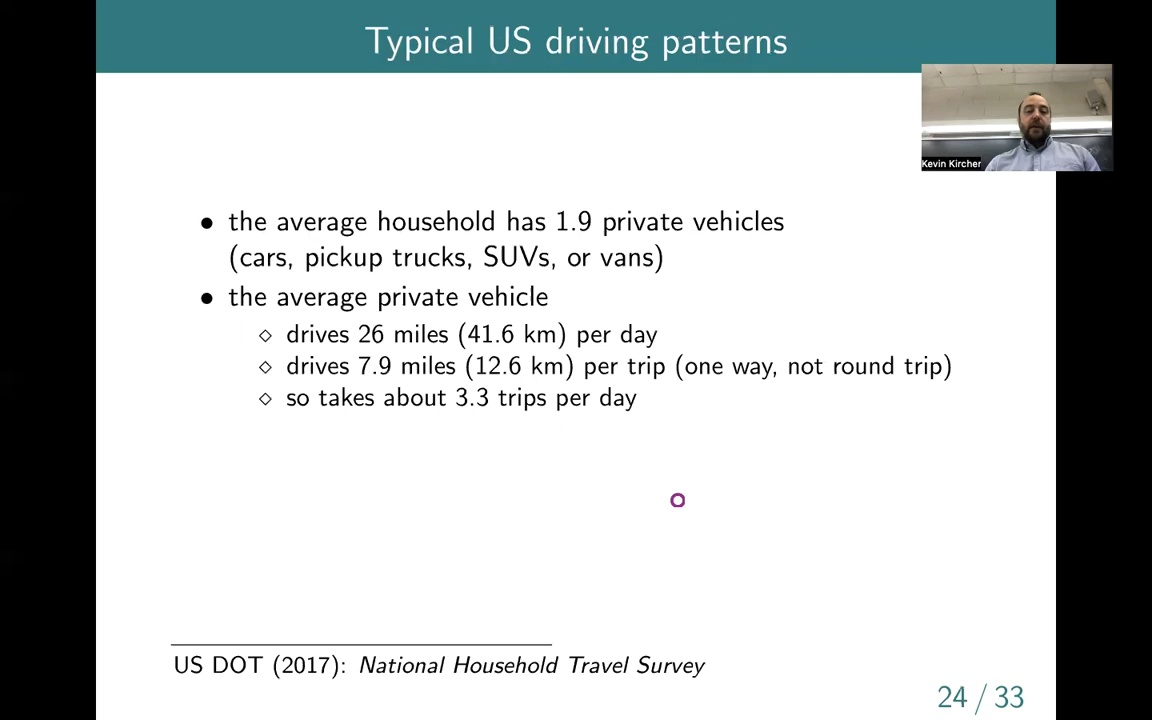 Typical US driving patterns
Kevin Kircher
• the average household has 1.9 private vehicles
(cars, pickup trucks, SUVs, or vans)
• the average private vehicle
⋄ drives 26 miles (41.6 km) per day
⋄ drives 7.9 miles (12.6 km) per trip (one way, not round trip)
⋄ so takes about 3.3 trips per day
US DOT (2017): National Household Travel Survey
24 / 33